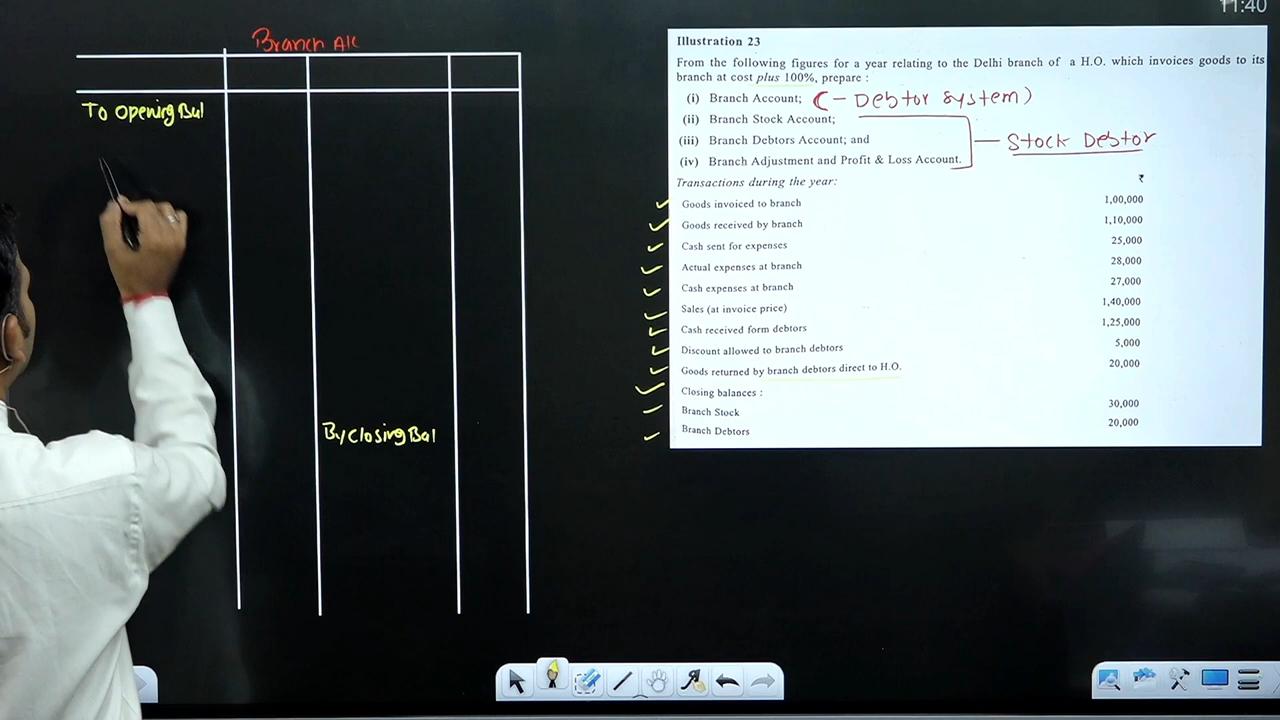 11:40
Branch A/c
To Opening Bal
By Closing Bal
Illustration 23
From the following figures for a year relating to the Delhi branch of a H.O. which invoices goods to its
branch at cost plus 100%, prepare :
(i) Branch Account; (- Debtor System)
(ii) Branch Stock Account;
(iii) Branch Debtors Account; and
— Stock Debtor
(iv) Branch Adjustment and Profit & Loss Account.
Transactions during the year: ₹
Goods invoiced to branch 1,00,000
Goods received by branch 1,10,000
Cash sent for expenses 25,000
Actual expenses at branch 28,000
Cash expenses at branch 27,000
Sales (at invoice price) 1,40,000
Cash received form debtors 1,25,000
Discount allowed to branch debtors 5,000
Goods returned by branch debtors direct to H.O. 20,000
Closing balances :
Branch Stock 30,000
Branch Debtors 20,000